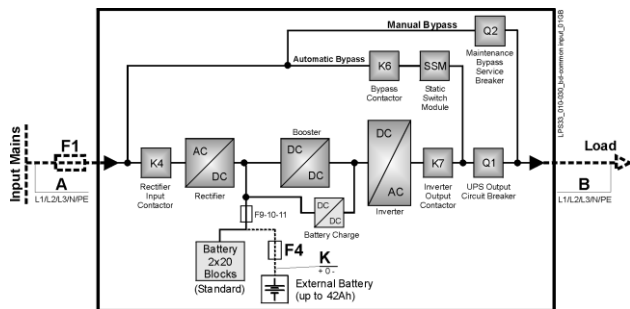 Manual Bypass
Q2
Maintenance
Bypass
Service
Breaker
Automatic Bypass
K6
SSM
Bypass
Contactor
Static
Switch
Module
LPS33_010-030_bd-common input_01GB
Input Mains
F1
A
L1/L2/L3/N/PE
K4
Rectifier
Input
Contactor
AC
DC
Rectifier
Booster
DC
DC
DC
DC
Battery Charge
DC
AC
Inverter
K7
Inverter
Output
Contactor
Q1
UPS Output
Circuit Breaker
Load
B
L1/L2/L3/N/PE
F9-10-11
Battery
2x20
Blocks
(Standard)
F4
K
+ 0 -
External Battery
(up to 42Ah)